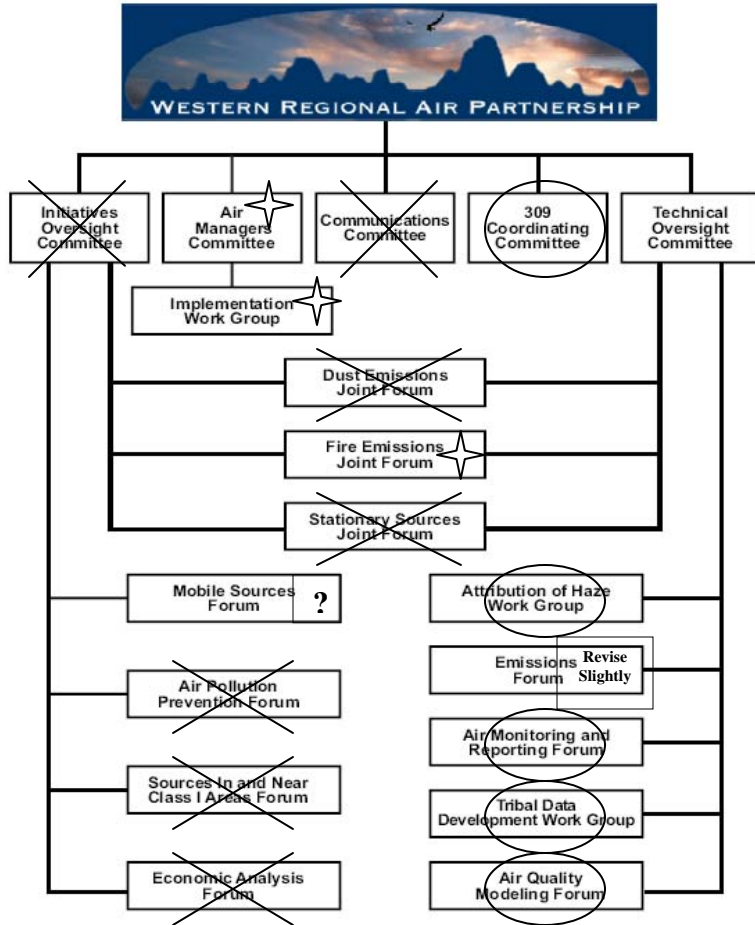 WESTERN REGIONAL AIR PARTNERSHIP
Initiatives
Oversight
Committee
Air
Managers
Committee
Communications
Committee
309
Coordinating
Committee
Technical
Oversight
Committee
Implementation
Work Group
Dust Emissions
Joint Forum
Fire Emissions
Joint Forum
Stationary Sources
Joint Forum
Mobile Sources
Forum
?
Attribution of Haze
Work Group
Emissions
Forum
Revise
Slightly
Air Pollution
Prevention Forum
Air Monitoring and
Reporting Forum
Sources In and Near
Class I Areas Forum
Tribal Data
Development Work Group
Economic Analysis
Forum
Air Quality
Modeling Forum